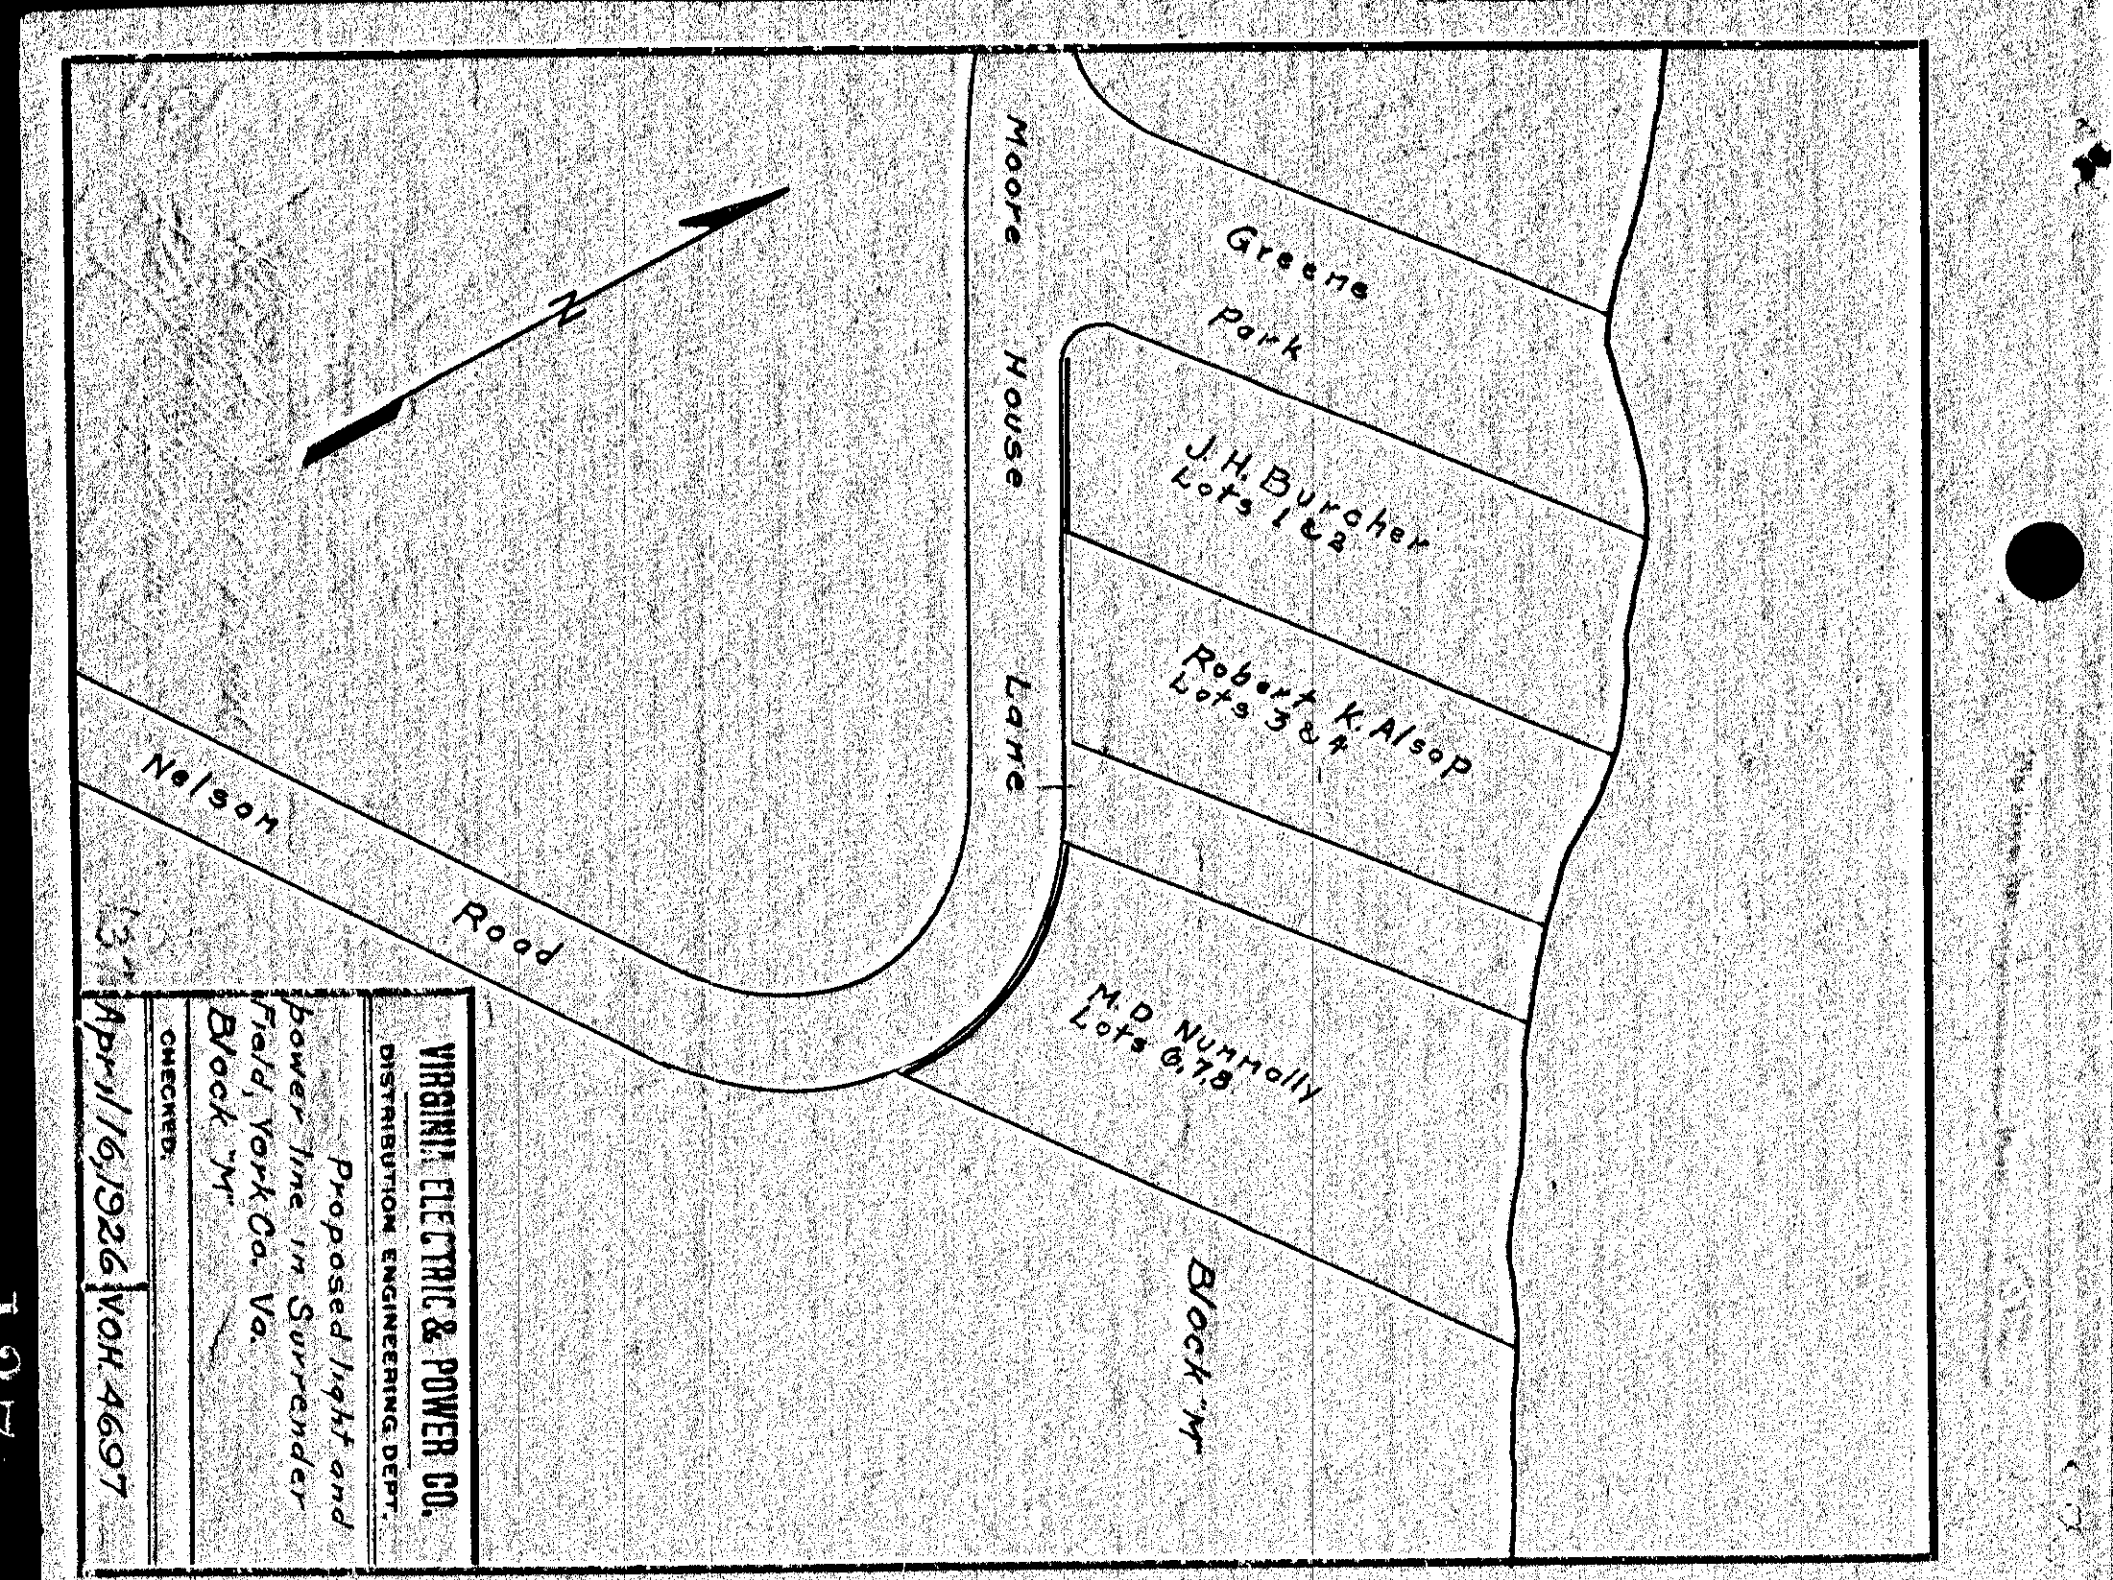 Moore House Lane
Greene
Park
J. H. Burcher
Lots 1 & 2
Robert K. Alsop
Lots 3 & 4
M. D. Nunnally
Lots 6, 7, 8
Block "M"
Nelson Road
N
VIRGINIA ELECTRIC & POWER CO.
DISTRIBUTION ENGINEERING DEPT.
Proposed light and
power line in Surrender
Field, York Co. Va.
Block "M"
CHECKED:
April 16, 1926
VOH-4697